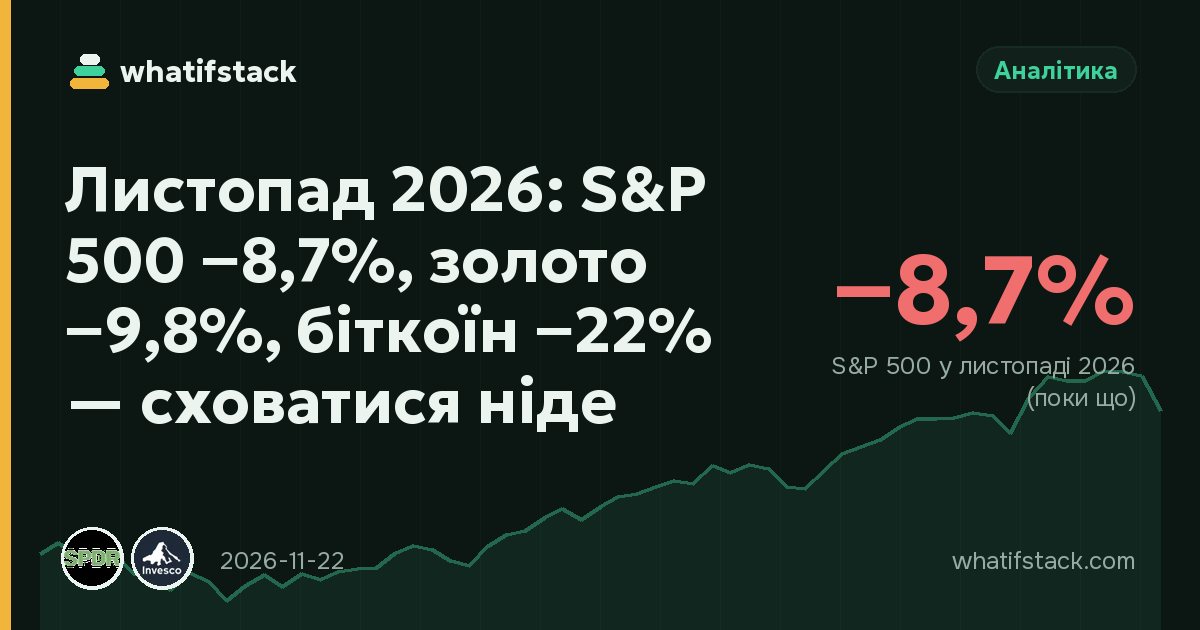 whatifstack
Аналітика
Листопад 2026: S&P
500 −8,7%, золото
−9,8%, біткоїн −22%
— сховатися ніде
−8,7%
S&P 500 у листопаді 2026
(поки що)
SPDR
Invesco
2026-11-22
whatifstack.com